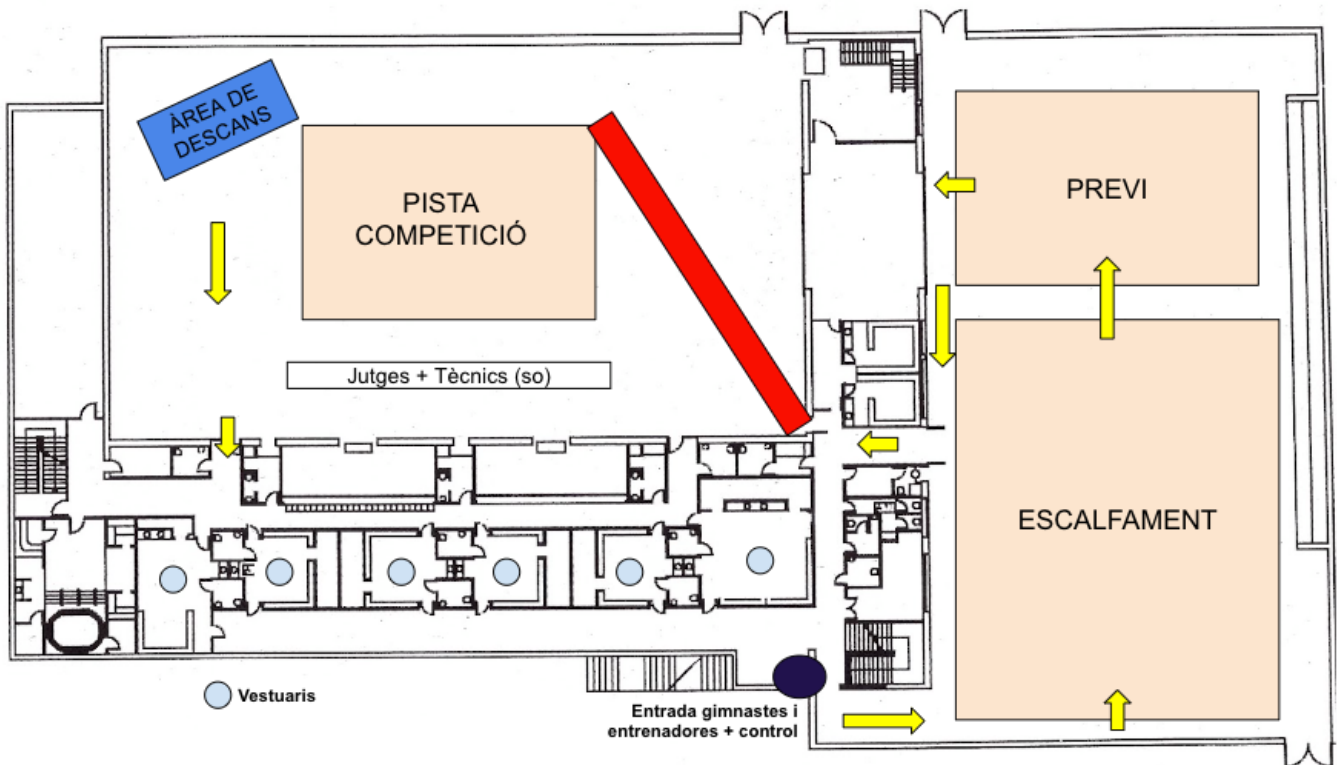 ÀREA DE
DESCANS
PISTA
COMPETICIÓ
PREVI
Jutges + Tècnics (so)
ESCALFAMENT
Vestuaris
Entrada gimnastes i
entrenadores + control